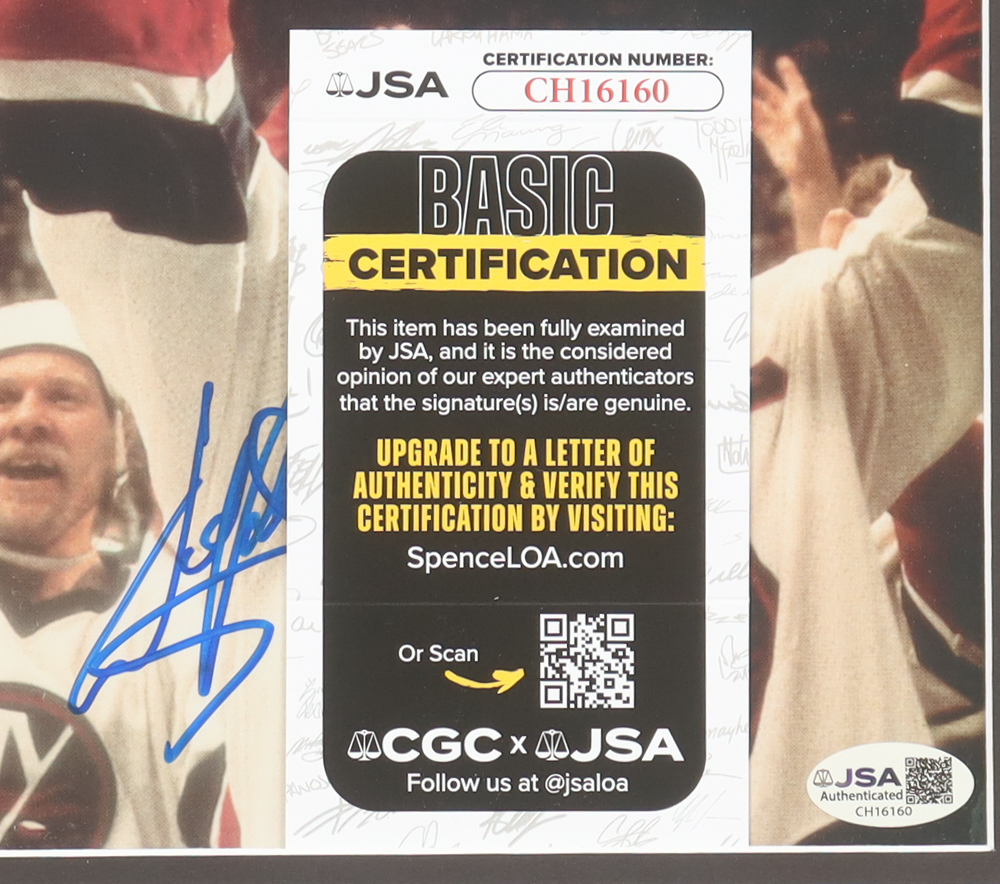 JSA
CERTIFICATION NUMBER:
CH16160
BASIC
CERTIFICATION
This item has been fully examined
by JSA, and it is the considered
opinion of our expert authenticators
that the signature(s) is/are genuine.
UPGRADE TO A LETTER OF
AUTHENTICITY & VERIFY THIS
CERTIFICATION BY VISITING:
SpenceLOA.com
Or Scan
CGC x JSA
Follow us at @jsaloa
JSA
Authenticated
CH16160